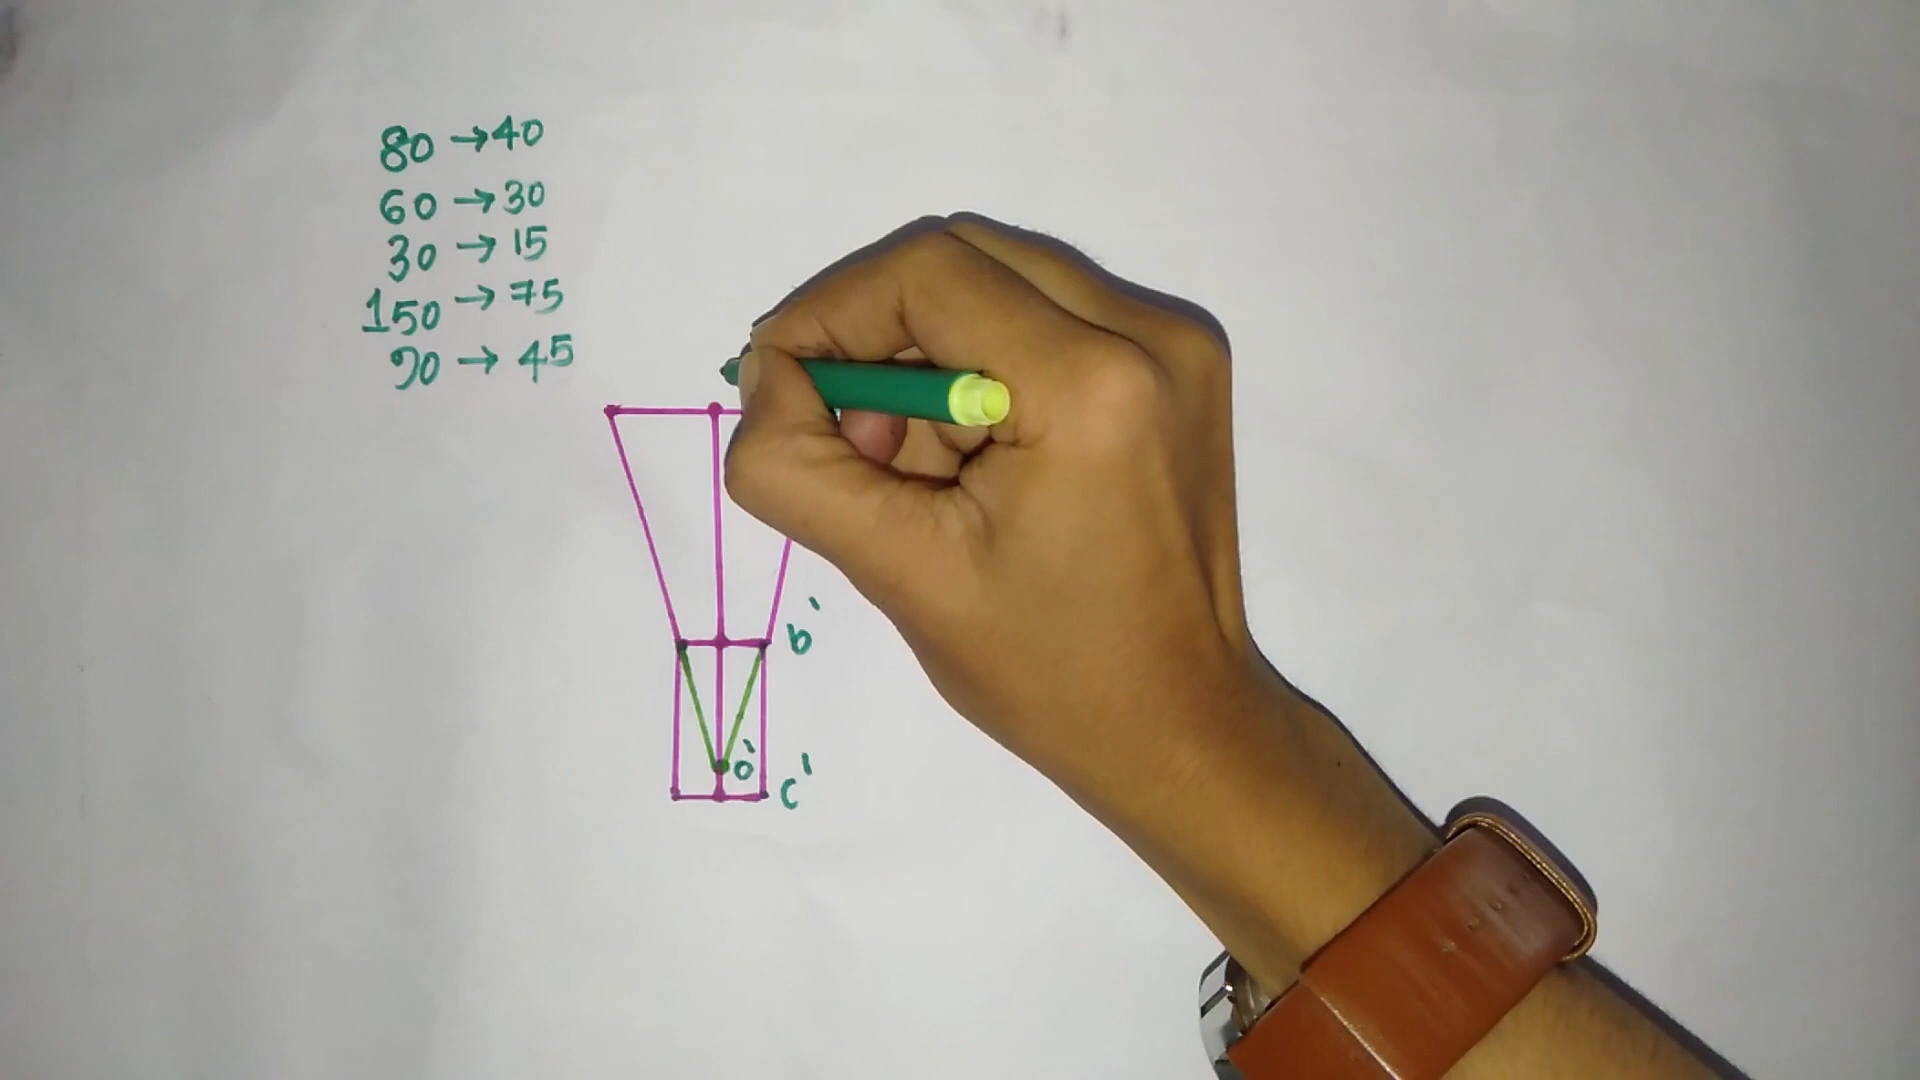 80 → 40
60 → 30
30 → 15
150 → 75
90 → 45
b'
o'
c'